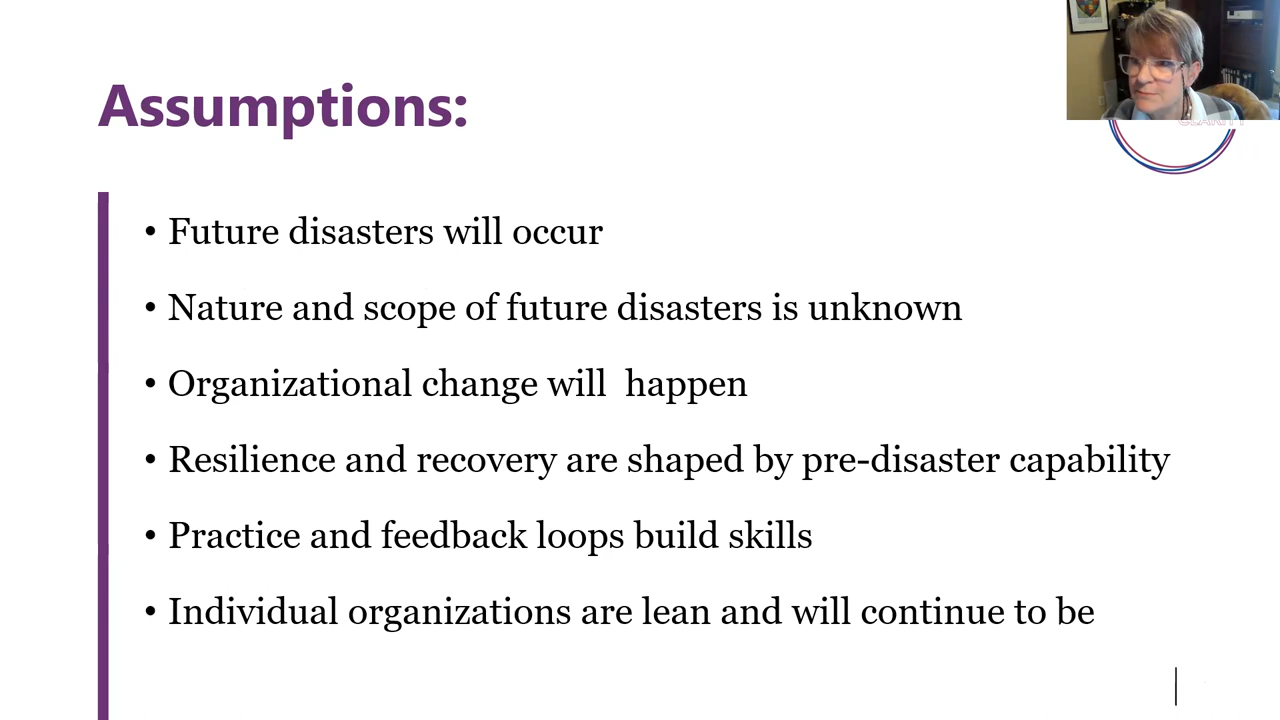 Assumptions:
• Future disasters will occur
• Nature and scope of future disasters is unknown
• Organizational change will  happen
• Resilience and recovery are shaped by pre-disaster capability
• Practice and feedback loops build skills
• Individual organizations are lean and will continue to be